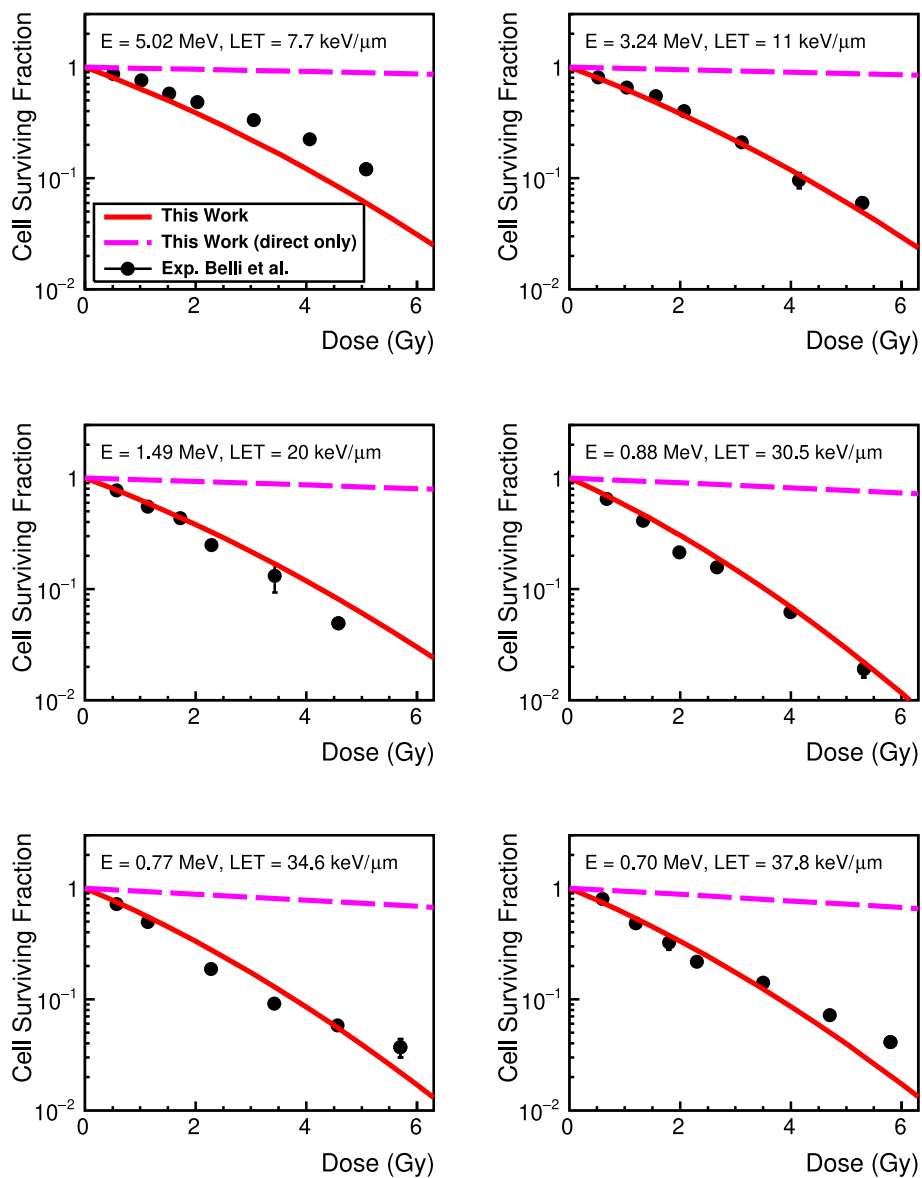 E = 5.02 MeV, LET = 7.7 keV/μm
Cell Surviving Fraction
1
10⁻¹
10⁻²
This Work
This Work (direct only)
Exp. Belli et al.
0 2 4 6
Dose (Gy)
E = 3.24 MeV, LET = 11 keV/μm
Cell Surviving Fraction
1
10⁻¹
10⁻²
0 2 4 6
Dose (Gy)
E = 1.49 MeV, LET = 20 keV/μm
Cell Surviving Fraction
1
10⁻¹
10⁻²
0 2 4 6
Dose (Gy)
E = 0.88 MeV, LET = 30.5 keV/μm
Cell Surviving Fraction
1
10⁻¹
10⁻²
0 2 4 6
Dose (Gy)
E = 0.77 MeV, LET = 34.6 keV/μm
Cell Surviving Fraction
1
10⁻¹
10⁻²
0 2 4 6
Dose (Gy)
E = 0.70 MeV, LET = 37.8 keV/μm
Cell Surviving Fraction
1
10⁻¹
10⁻²
0 2 4 6
Dose (Gy)